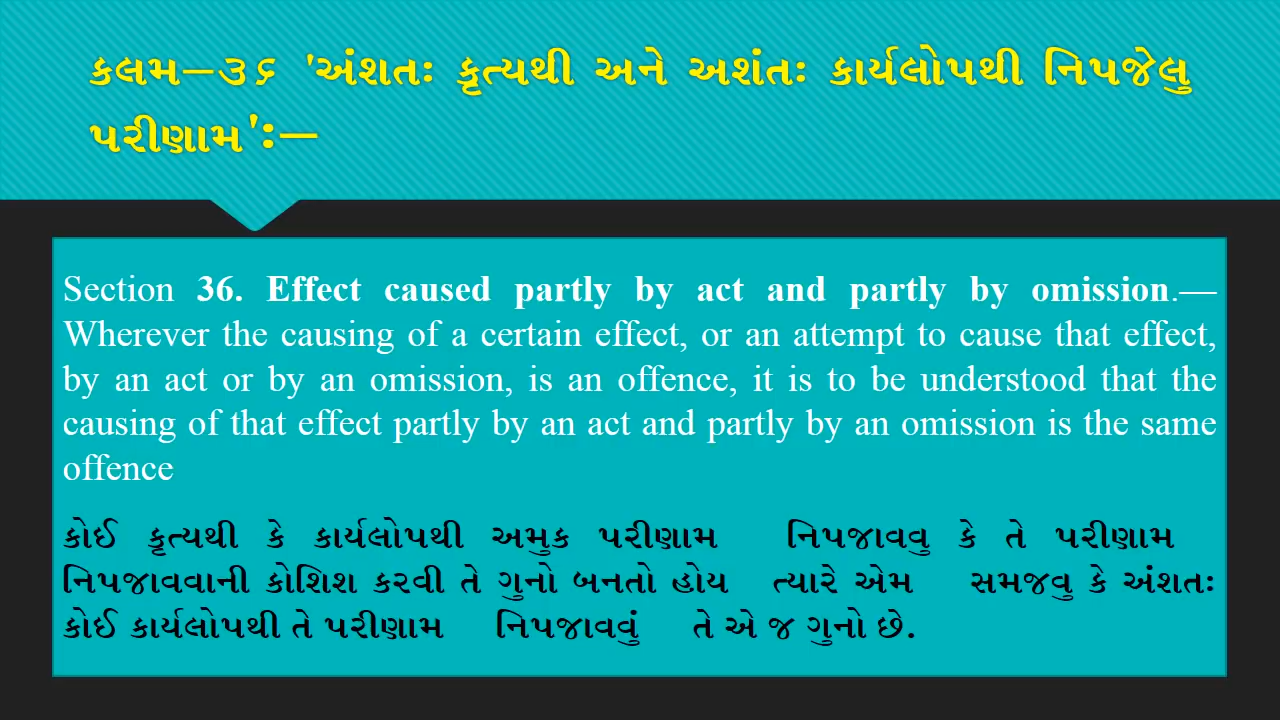 કલમ–૩૬ 'અંશતઃ કૃત્યથી અને અશંતઃ કાર્યલોપથી નિપજેલુ
પરીણામ':–
Section 36. Effect caused partly by act and partly by omission.—
Wherever the causing of a certain effect, or an attempt to cause that effect,
by an act or by an omission, is an offence, it is to be understood that the
causing of that effect partly by an act and partly by an omission is the same
offence
કોઈ કૃત્યથી કે કાર્યલોપથી અમુક પરીણામ નિપજાવવુ કે તે પરીણામ
નિપજાવવાની કોશિશ કરવી તે ગુનો બનતો હોય ત્યારે એમ સમજવુ કે અંશતઃ
કોઈ કાર્યલોપથી તે પરીણામ નિપજાવવું તે એ જ ગુનો છે.